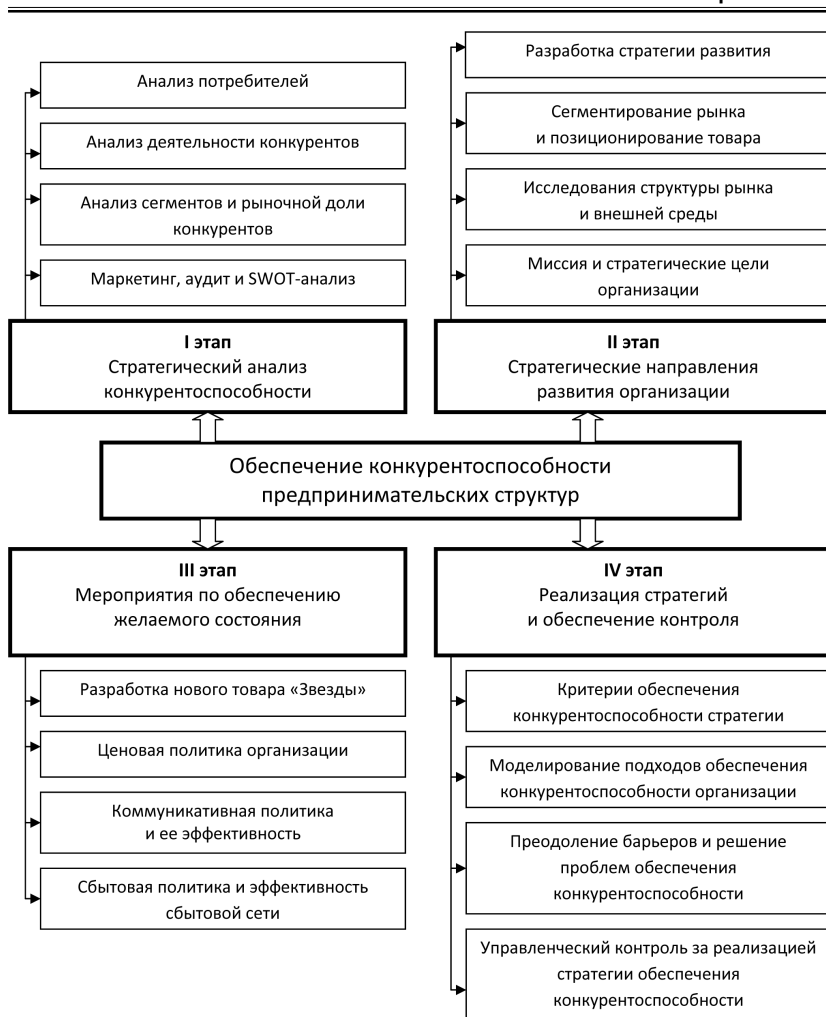 Анализ потребителей
Анализ деятельности конкурентов
Анализ сегментов и рыночной доли
конкурентов
Маркетинг, аудит и SWOT-анализ
I этап
Стратегический анализ
конкурентоспособности
Разработка стратегии развития
Сегментирование рынка
и позиционирование товара
Исследования структуры рынка
и внешней среды
Миссия и стратегические цели
организации
II этап
Стратегические направления
развития организации
Обеспечение конкурентоспособности
предпринимательских структур
III этап
Мероприятия по обеспечению
желаемого состояния
Разработка нового товара «Звезды»
Ценовая политика организации
Коммуникативная политика
и ее эффективность
Сбытовая политика и эффективность
сбытовой сети
IV этап
Реализация стратегий
и обеспечение контроля
Критерии обеспечения
конкурентоспособности стратегии
Моделирование подходов обеспечения
конкурентоспособности организации
Преодоление барьеров и решение
проблем обеспечения
конкурентоспособности
Управленческий контроль за реализацией
стратегии обеспечения
конкурентоспособности